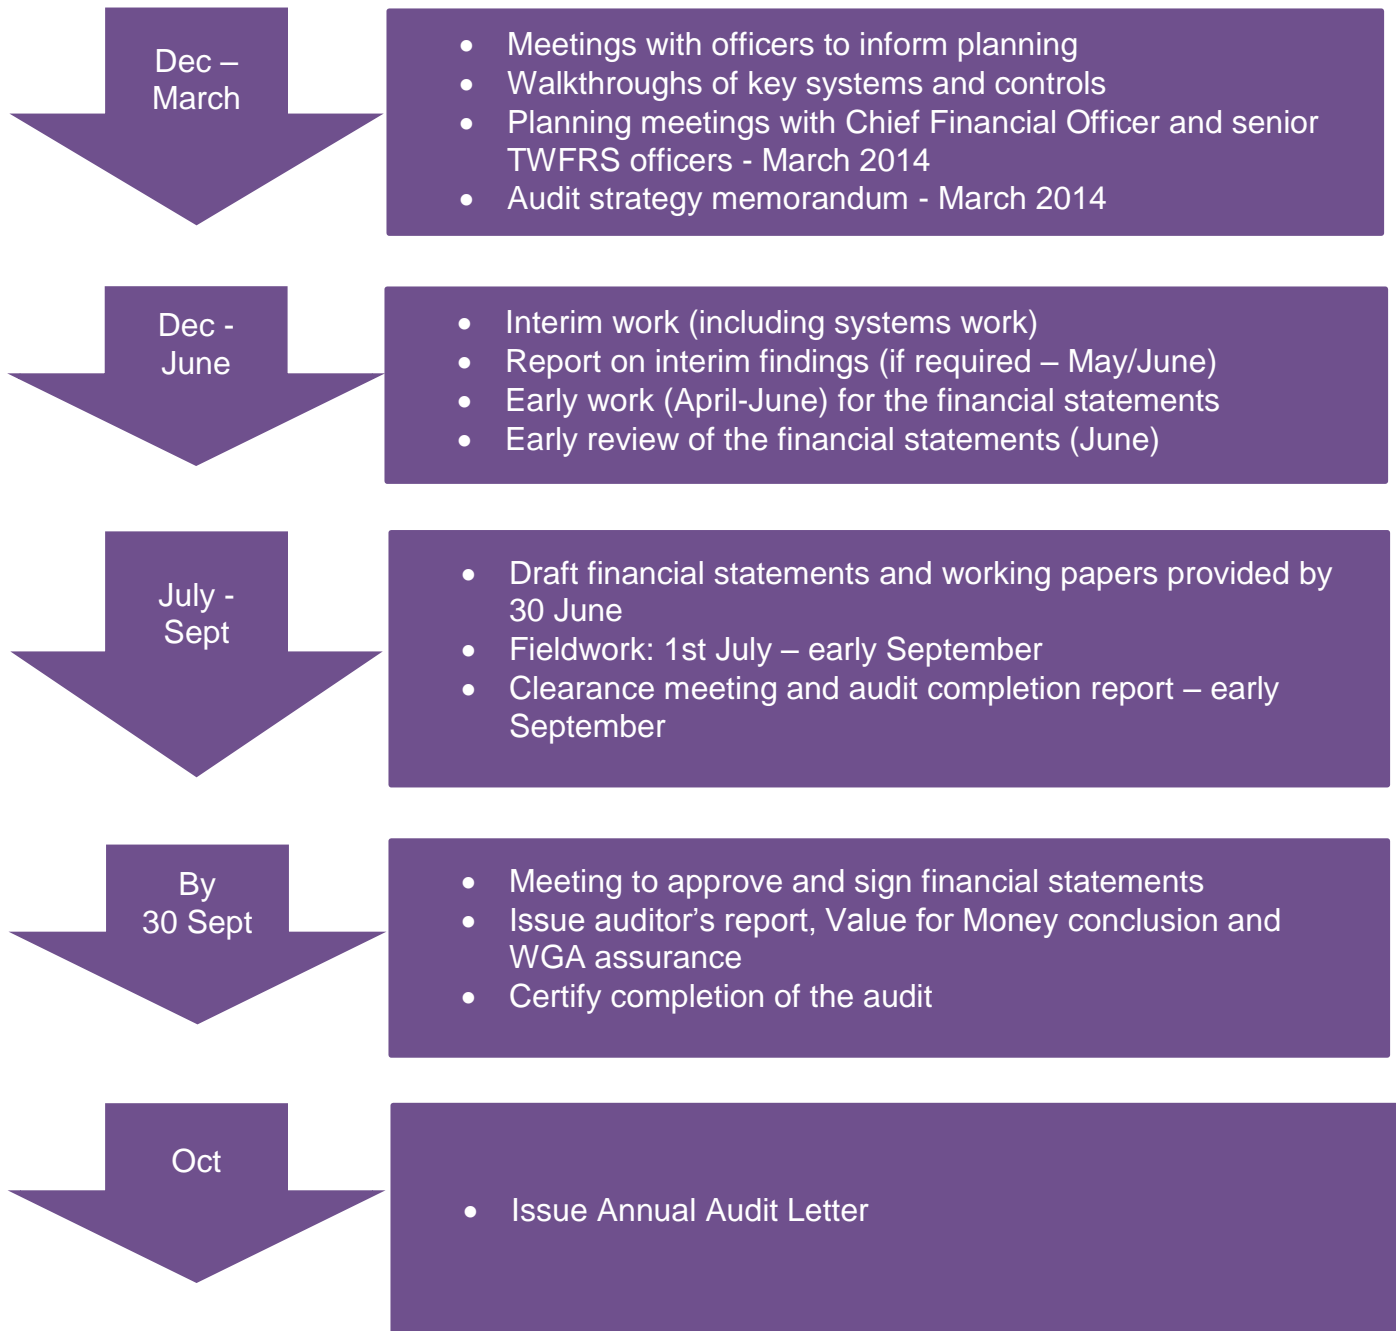 Dec –
March
• Meetings with officers to inform planning
• Walkthroughs of key systems and controls
• Planning meetings with Chief Financial Officer and senior
TWFRS officers - March 2014
• Audit strategy memorandum - March 2014
Dec -
June
• Interim work (including systems work)
• Report on interim findings (if required – May/June)
• Early work (April-June) for the financial statements
• Early review of the financial statements (June)
July -
Sept
• Draft financial statements and working papers provided by
30 June
• Fieldwork: 1st July – early September
• Clearance meeting and audit completion report – early
September
By
30 Sept
• Meeting to approve and sign financial statements
• Issue auditor’s report, Value for Money conclusion and
WGA assurance
• Certify completion of the audit
Oct
• Issue Annual Audit Letter